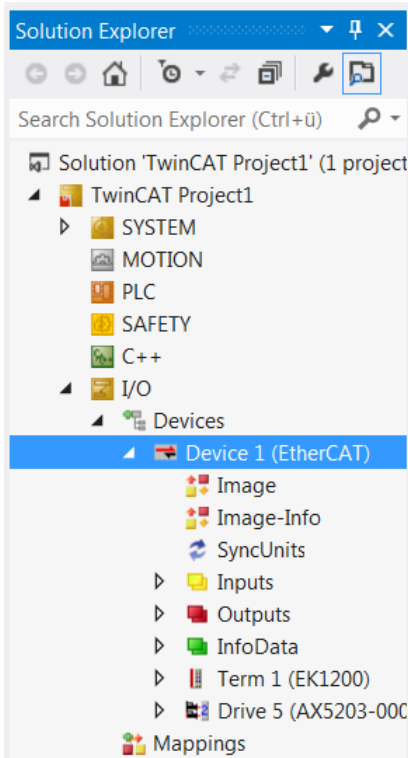 Solution Explorer
Search Solution Explorer (Ctrl+ü)
Solution 'TwinCAT Project1' (1 project
TwinCAT Project1
SYSTEM
MOTION
PLC
SAFETY
C++
I/O
Devices
Device 1 (EtherCAT)
Image
Image-Info
SyncUnits
Inputs
Outputs
InfoData
Term 1 (EK1200)
Drive 5 (AX5203-000
Mappings